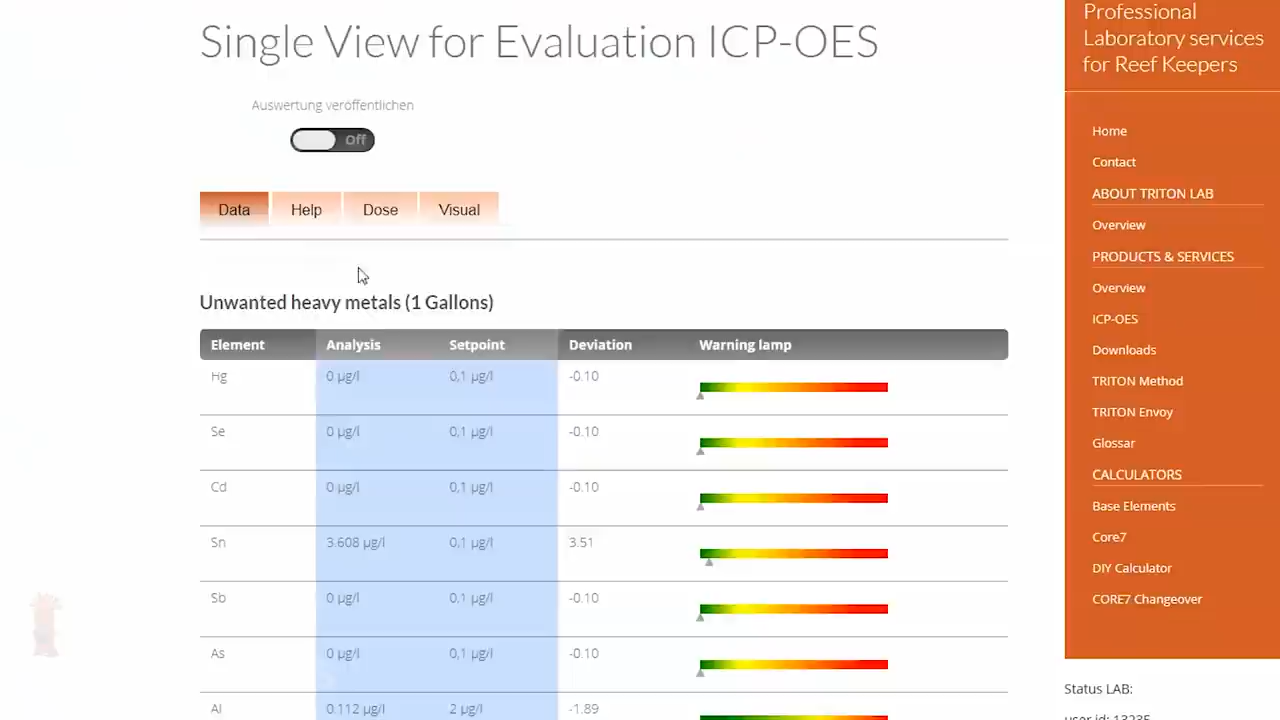 Single View for Evaluation ICP-OES
Auswertung veröffentlichen
Off
Data Help Dose Visual
Unwanted heavy metals (1 Gallons)
Element Analysis Setpoint Deviation Warning lamp
Hg 0 µg/l 0,1 µg/l -0.10
Se 0 µg/l 0,1 µg/l -0.10
Cd 0 µg/l 0,1 µg/l -0.10
Sn 3.608 µg/l 0,1 µg/l 3.51
Sb 0 µg/l 0,1 µg/l -0.10
As 0 µg/l 0,1 µg/l -0.10
Al 0.112 µg/l 2 µg/l -1.89
Professional
Laboratory services
for Reef Keepers
Home
Contact
ABOUT TRITON LAB
Overview
PRODUCTS & SERVICES
Overview
ICP-OES
Downloads
TRITON Method
TRITON Envoy
Glossar
CALCULATORS
Base Elements
Core7
DIY Calculator
CORE7 Changeover
Status LAB:
user id: 13235